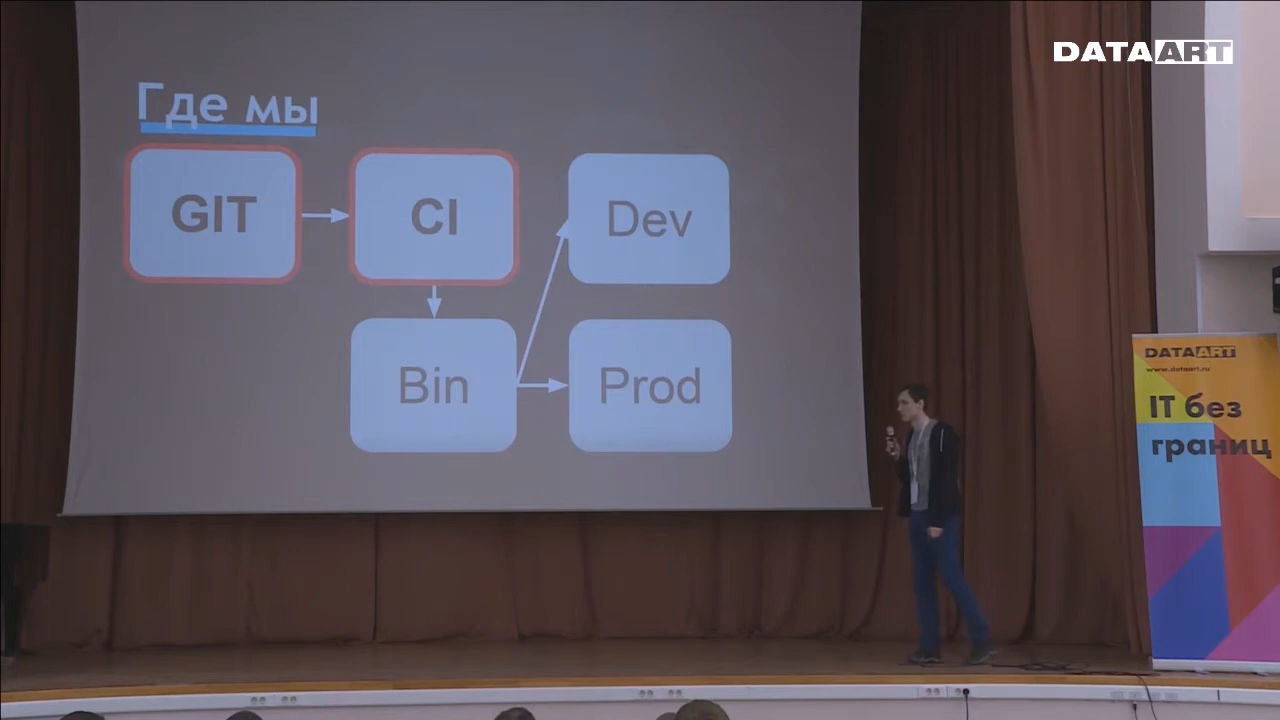 DATAART
Где мы
GIT
CI
Dev
Bin
Prod
DATAART
www.dataart.ru
IT без
границ